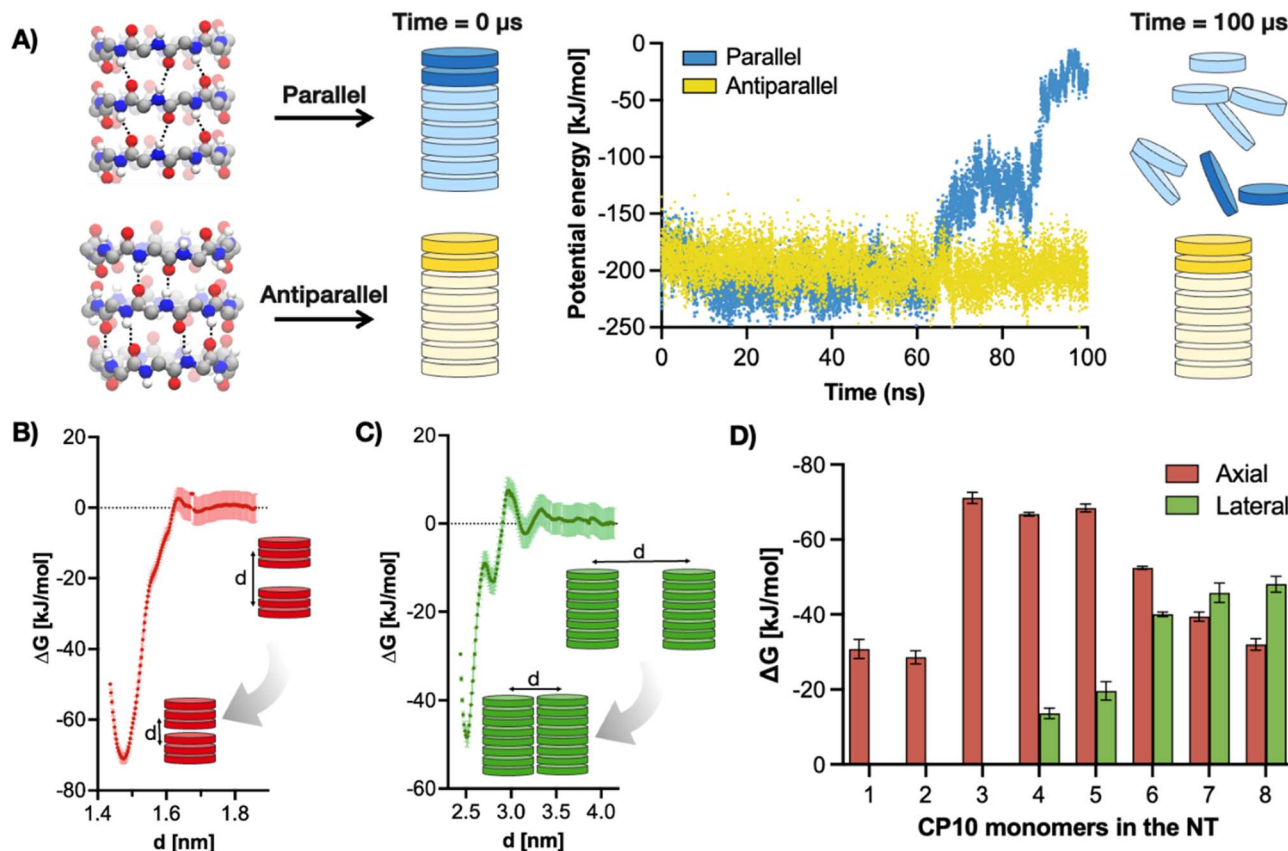 A)
Parallel
Antiparallel
Time = 0 µs
Parallel
Antiparallel
Potential energy [kJ/mol]
0
-50
-100
-150
-200
-250
0 20 40 60 80 100
Time (ns)
Time = 100 µs
B)
ΔG [kJ/mol]
20
0
-20
-40
-60
-80
d
d
1.4 1.6 1.8
d [nm]
C)
ΔG [kJ/mol]
20
0
-20
-40
-60
d
d
2.5 3.0 3.5 4.0
d [nm]
D)
ΔG [kJ/mol]
-80
-60
-40
-20
0
Axial
Lateral
1 2 3 4 5 6 7 8
CP10 monomers in the NT